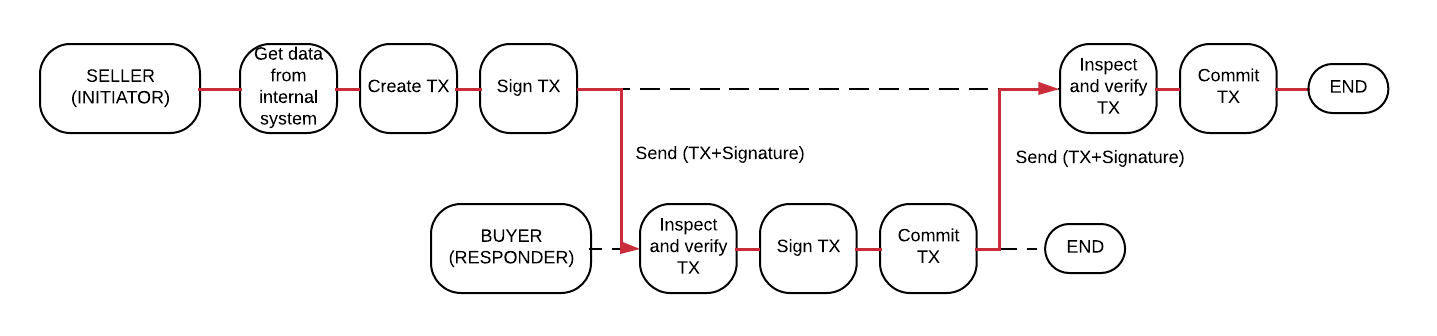 SELLER
(INITIATOR)
Get data
from
internal
system
Create TX
Sign TX
Inspect
and verify
TX
Commit
TX
END
Send (TX+Signature)
Send (TX+Signature)
BUYER
(RESPONDER)
Inspect
and verify
TX
Sign TX
Commit
TX
END